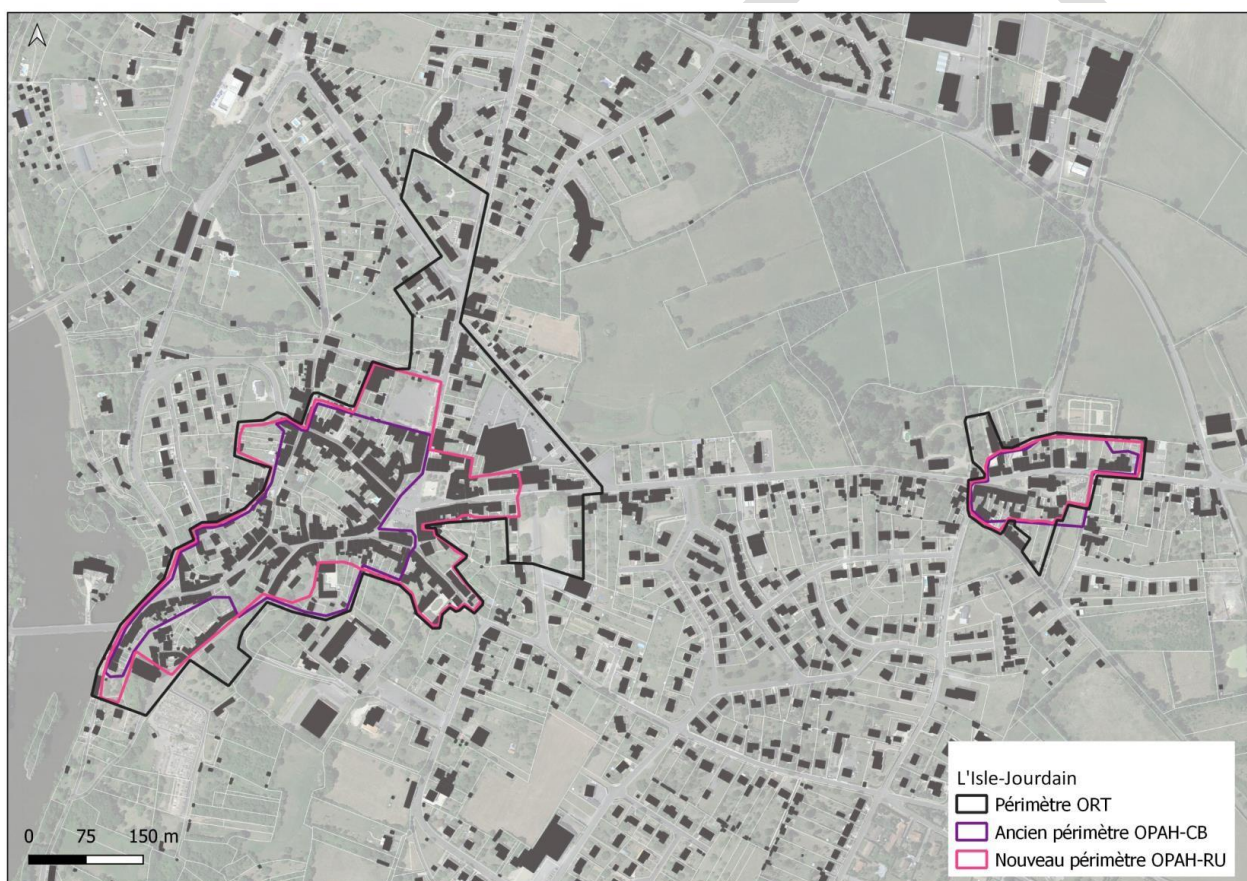 L'Isle-Jourdain
Périmètre ORT
Ancien périmètre OPAH-CB
Nouveau périmètre OPAH-RU
0 75 150 m